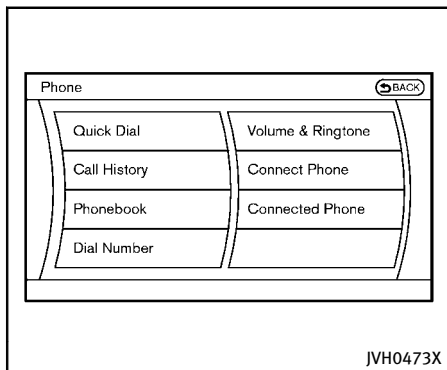 Phone
BACK
Quick Dial
Volume & Ringtone
Call History
Connect Phone
Phonebook
Connected Phone
Dial Number
JVH0473X